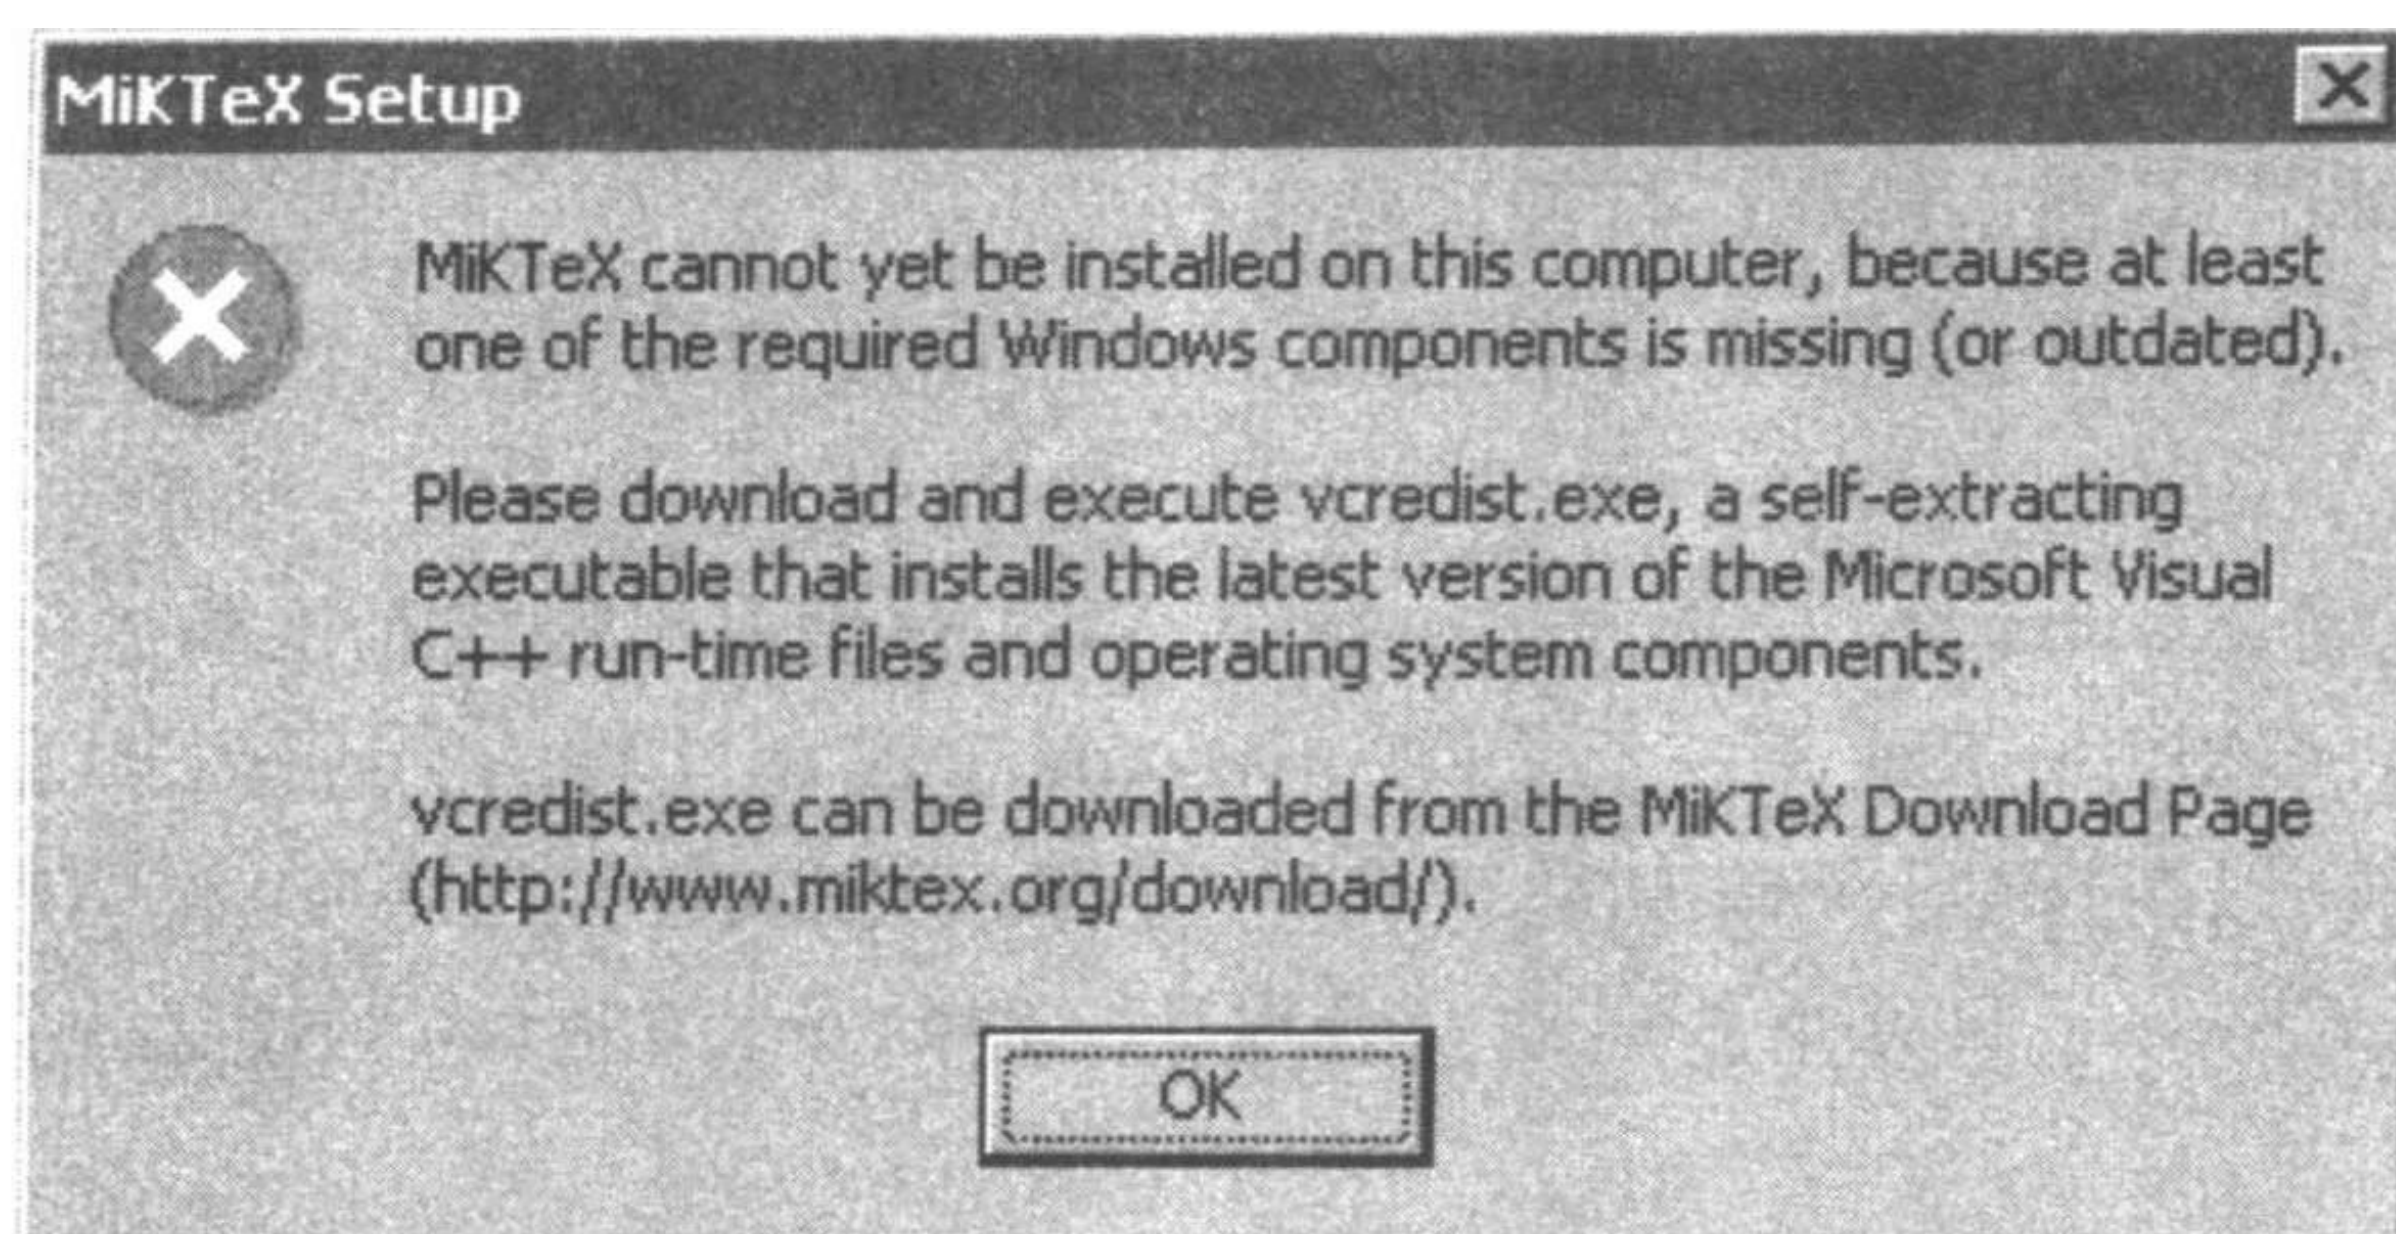 MiKTeX Setup
MiKTeX cannot yet be installed on this computer, because at least
one of the required Windows components is missing (or outdated).
Please download and execute vcredist.exe, a self-extracting
executable that installs the latest version of the Microsoft Visual
C++ run-time files and operating system components.
vcredist.exe can be downloaded from the MiKTeX Download Page
(http://www.miktex.org/download/).
OK